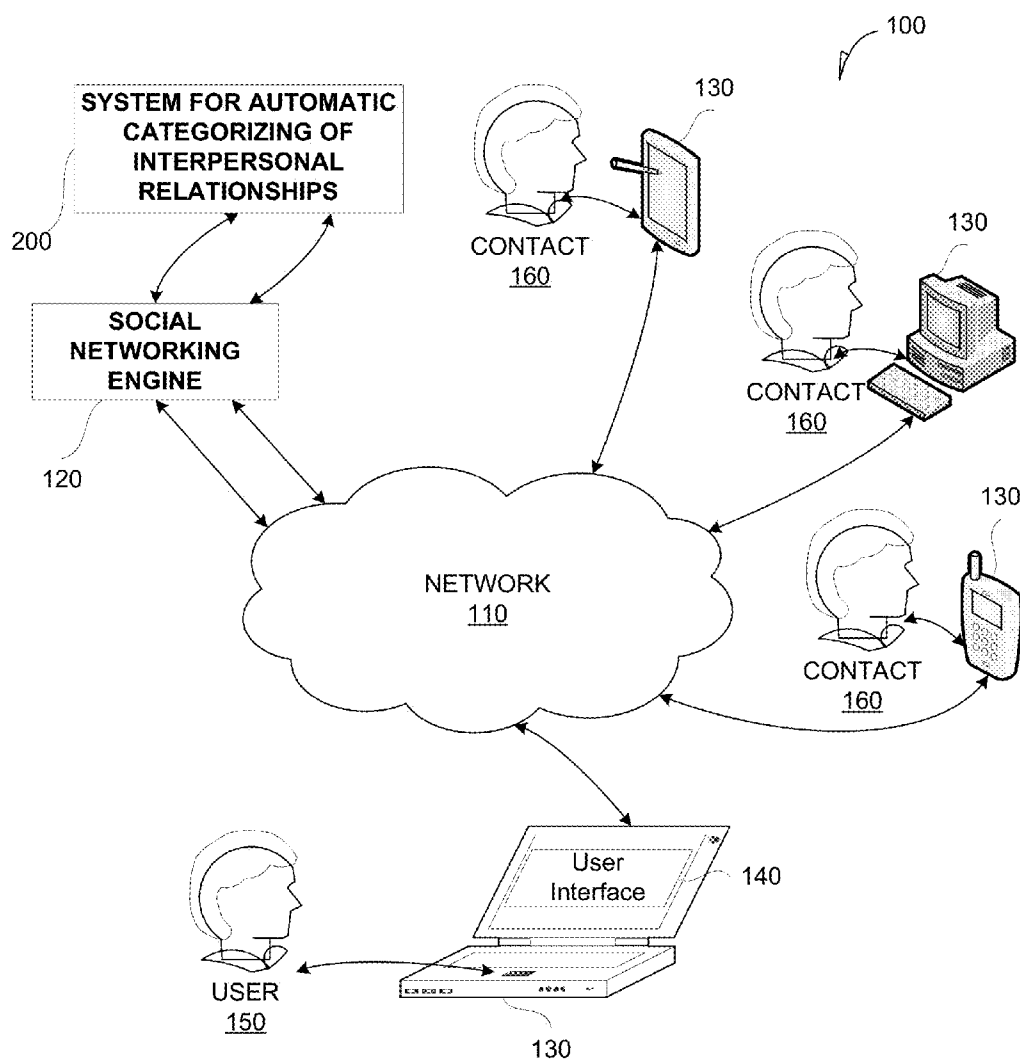 100
SYSTEM FOR AUTOMATIC
CATEGORIZING OF
INTERPERSONAL
RELATIONSHIPS
200
130
CONTACT
160
SOCIAL
NETWORKING
ENGINE
120
130
CONTACT
160
130
CONTACT
160
NETWORK
110
User
Interface
140
USER
150
130